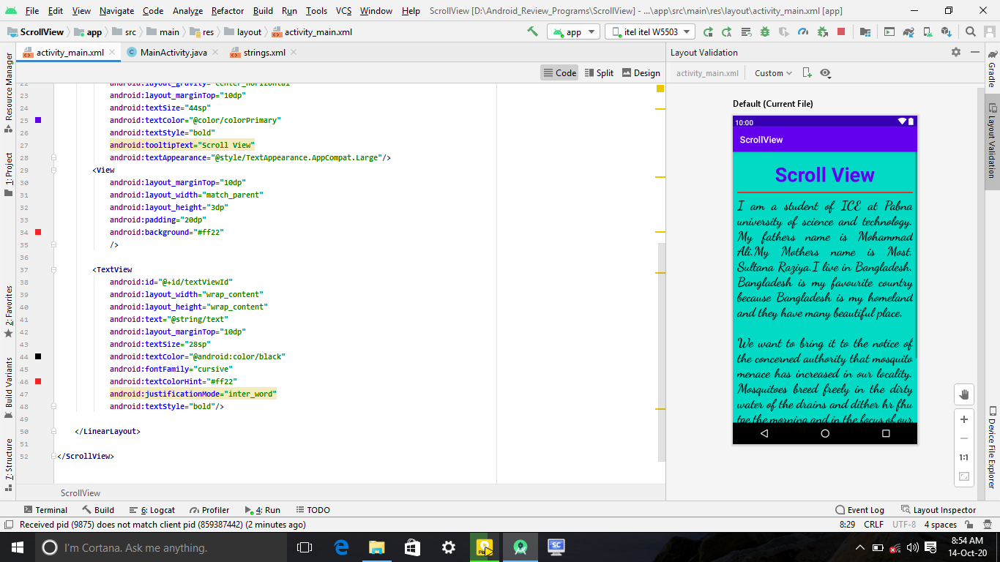 File Edit View Navigate Code Analyze Refactor Build Run Tools VCS Window Help ScrollView [D:\Android_Review_Programs\ScrollView] - ...\app\src\main\res\layout\activity_main.xml [app]
ScrollView app src main res layout activity_main.xml app itel itel W5503
activity_main.xml MainActivity.java strings.xml
Code Split Design
22 android:layout_gravity="center_horizontal"
23 android:layout_marginTop="10dp"
24 android:textSize="44sp"
25 android:textColor="@color/colorPrimary"
26 android:textStyle="bold"
27 android:tooltipText="Scroll View"
28 android:textAppearance="@style/TextAppearance.AppCompat.Large"/>
29 <View
30 android:layout_marginTop="10dp"
31 android:layout_width="match_parent"
32 android:layout_height="3dp"
33 android:padding="20dp"
34 android:background="#ff22"
35 />
36
37 <TextView
38 android:id="@+id/textViewId"
39 android:layout_width="wrap_content"
40 android:layout_height="wrap_content"
41 android:text="@string/text"
42 android:layout_marginTop="10dp"
43 android:textSize="28sp"
44 android:textColor="@android:color/black"
45 android:fontFamily="cursive"
46 android:textColorHint="#ff22"
47 android:justificationMode="inter_word"
48 android:textStyle="bold"/>
49
50 </LinearLayout>
51
52 </ScrollView>
ScrollView
Resource Manager
1: Project
2: Favorites
Build Variants
7: Structure
Layout Validation
activity_main.xml Custom
Default (Current File)
10:00
ScrollView
Scroll View
I am a student of ICE at Pabna
university of science and technology.
My fathers name is Mohammad
Ali.My Mothers name is Most.
Sultana Raziya.I live in Bangladesh.
Bangladesh is my favourite country
because Bangladesh is my homeland
and they have many beautiful place.
We want to bring it to the notice of
the concerned authority that mosquito
menace has increased in our locality.
Mosquitoes breed freely in the dirty
water of the drains and dither hr fhu
tae the morning and in the focus of our
1:1
Gradle
Layout Validation
Device File Explorer
Terminal Build 6: Logcat Profiler 4: Run TODO Event Log Layout Inspector
Received pid (9875) does not match client pid (859387442) (2 minutes ago) 8:29 CRLF UTF-8 4 spaces
I'm Cortana. Ask me anything. SC 8:54 AM
14-Oct-20